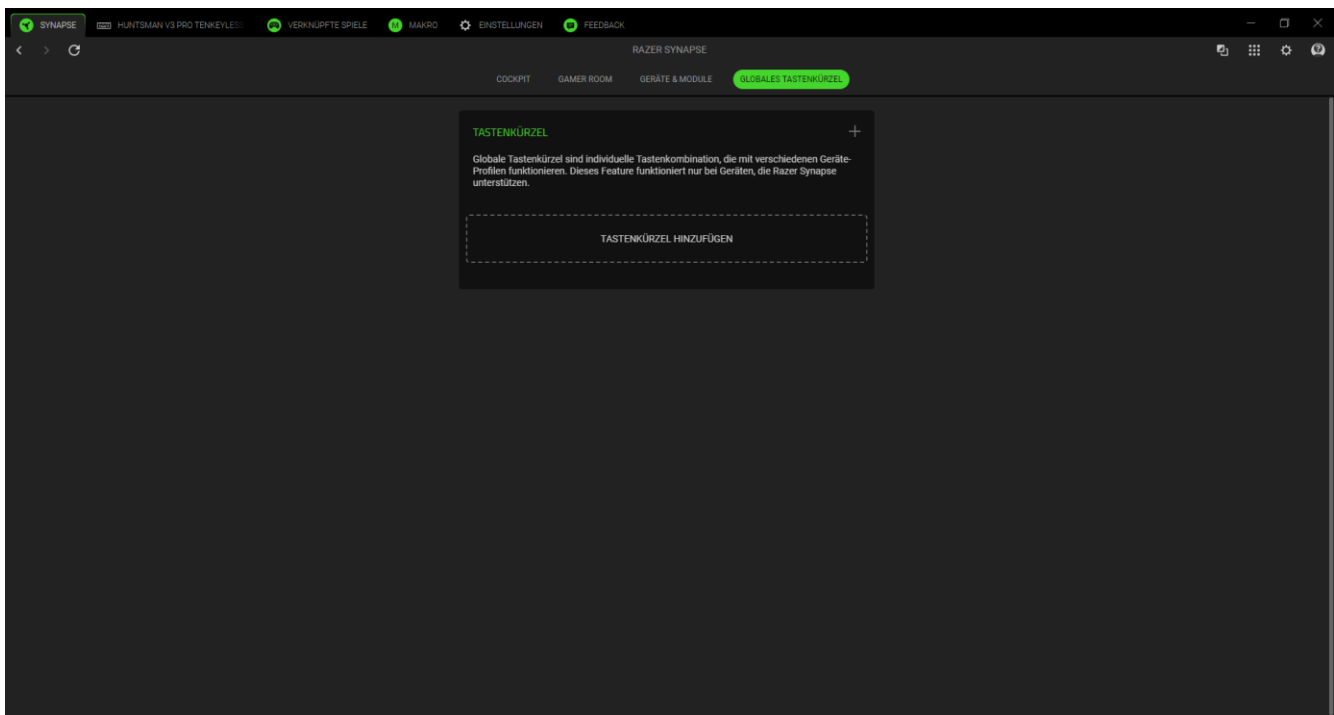 SYNAPSE HUNTSMAN V3 PRO TENKEYLESS VERKNÜPFTE SPIELE M MAKRO EINSTELLUNGEN FEEDBACK
RAZER SYNAPSE
COCKPIT GAMER ROOM GERÄTE & MODULE GLOBALES TASTENKÜRZEL
TASTENKÜRZEL
Globale Tastenkürzel sind individuelle Tastenkombination, die mit verschiedenen Geräte-
Profilen funktionieren. Dieses Feature funktioniert nur bei Geräten, die Razer Synapse
unterstützen.
TASTENKÜRZEL HINZUFÜGEN